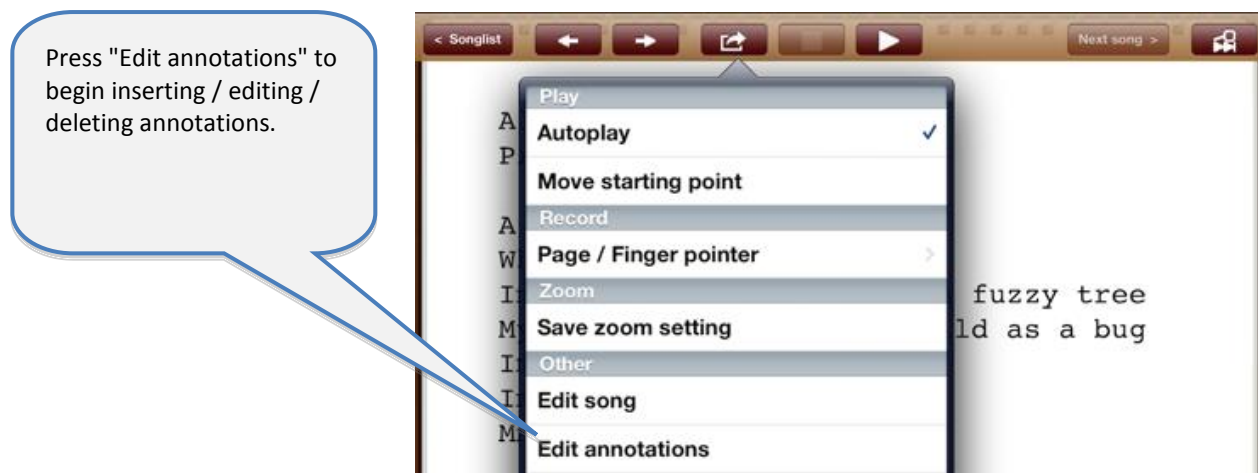 Press "Edit annotations" to
begin inserting / editing /
deleting annotations.
< Songlist
Next song >
Play
Autoplay
Move starting point
Record
Page / Finger pointer
Zoom
Save zoom setting
Other
Edit song
Edit annotations
fuzzy tree
as a bug